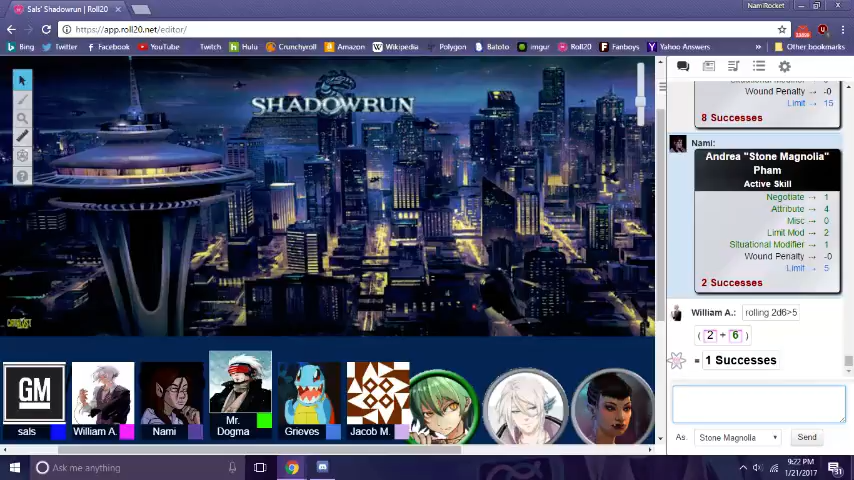 Sals' Shadowrun | Roll20
Nam Rocket
https://app.roll20.net/editor/
Bing
Twitter
Facebook
YouTube
Twitch
Hulu
Crunchyroll
Amazon
Wikipedia
Polygon
Batoto
imgur
Roll20
Fanboys
Yahoo Answers
»
Other bookmarks
SHADOWRUN
Wound Penalty → -0
Limit → 15
8 Successes
Nami:
Andrea "Stone Magnolia"
Pham
Active Skill
Negotiate → 1
Attribute → 4
Misc → 0
Limit Mod → 2
Situational Modifier → 1
Wound Penalty → -0
Limit → 5
2 Successes
William A.: rolling 2d6>5
( 2 + 6 )
= 1 Successes
GM
sals
William A.
Nami
Mr.
Dogma
Grieves
Jacob M.
As:
Stone Magnolia
Send
Ask me anything
9:22 PM
1/21/2017